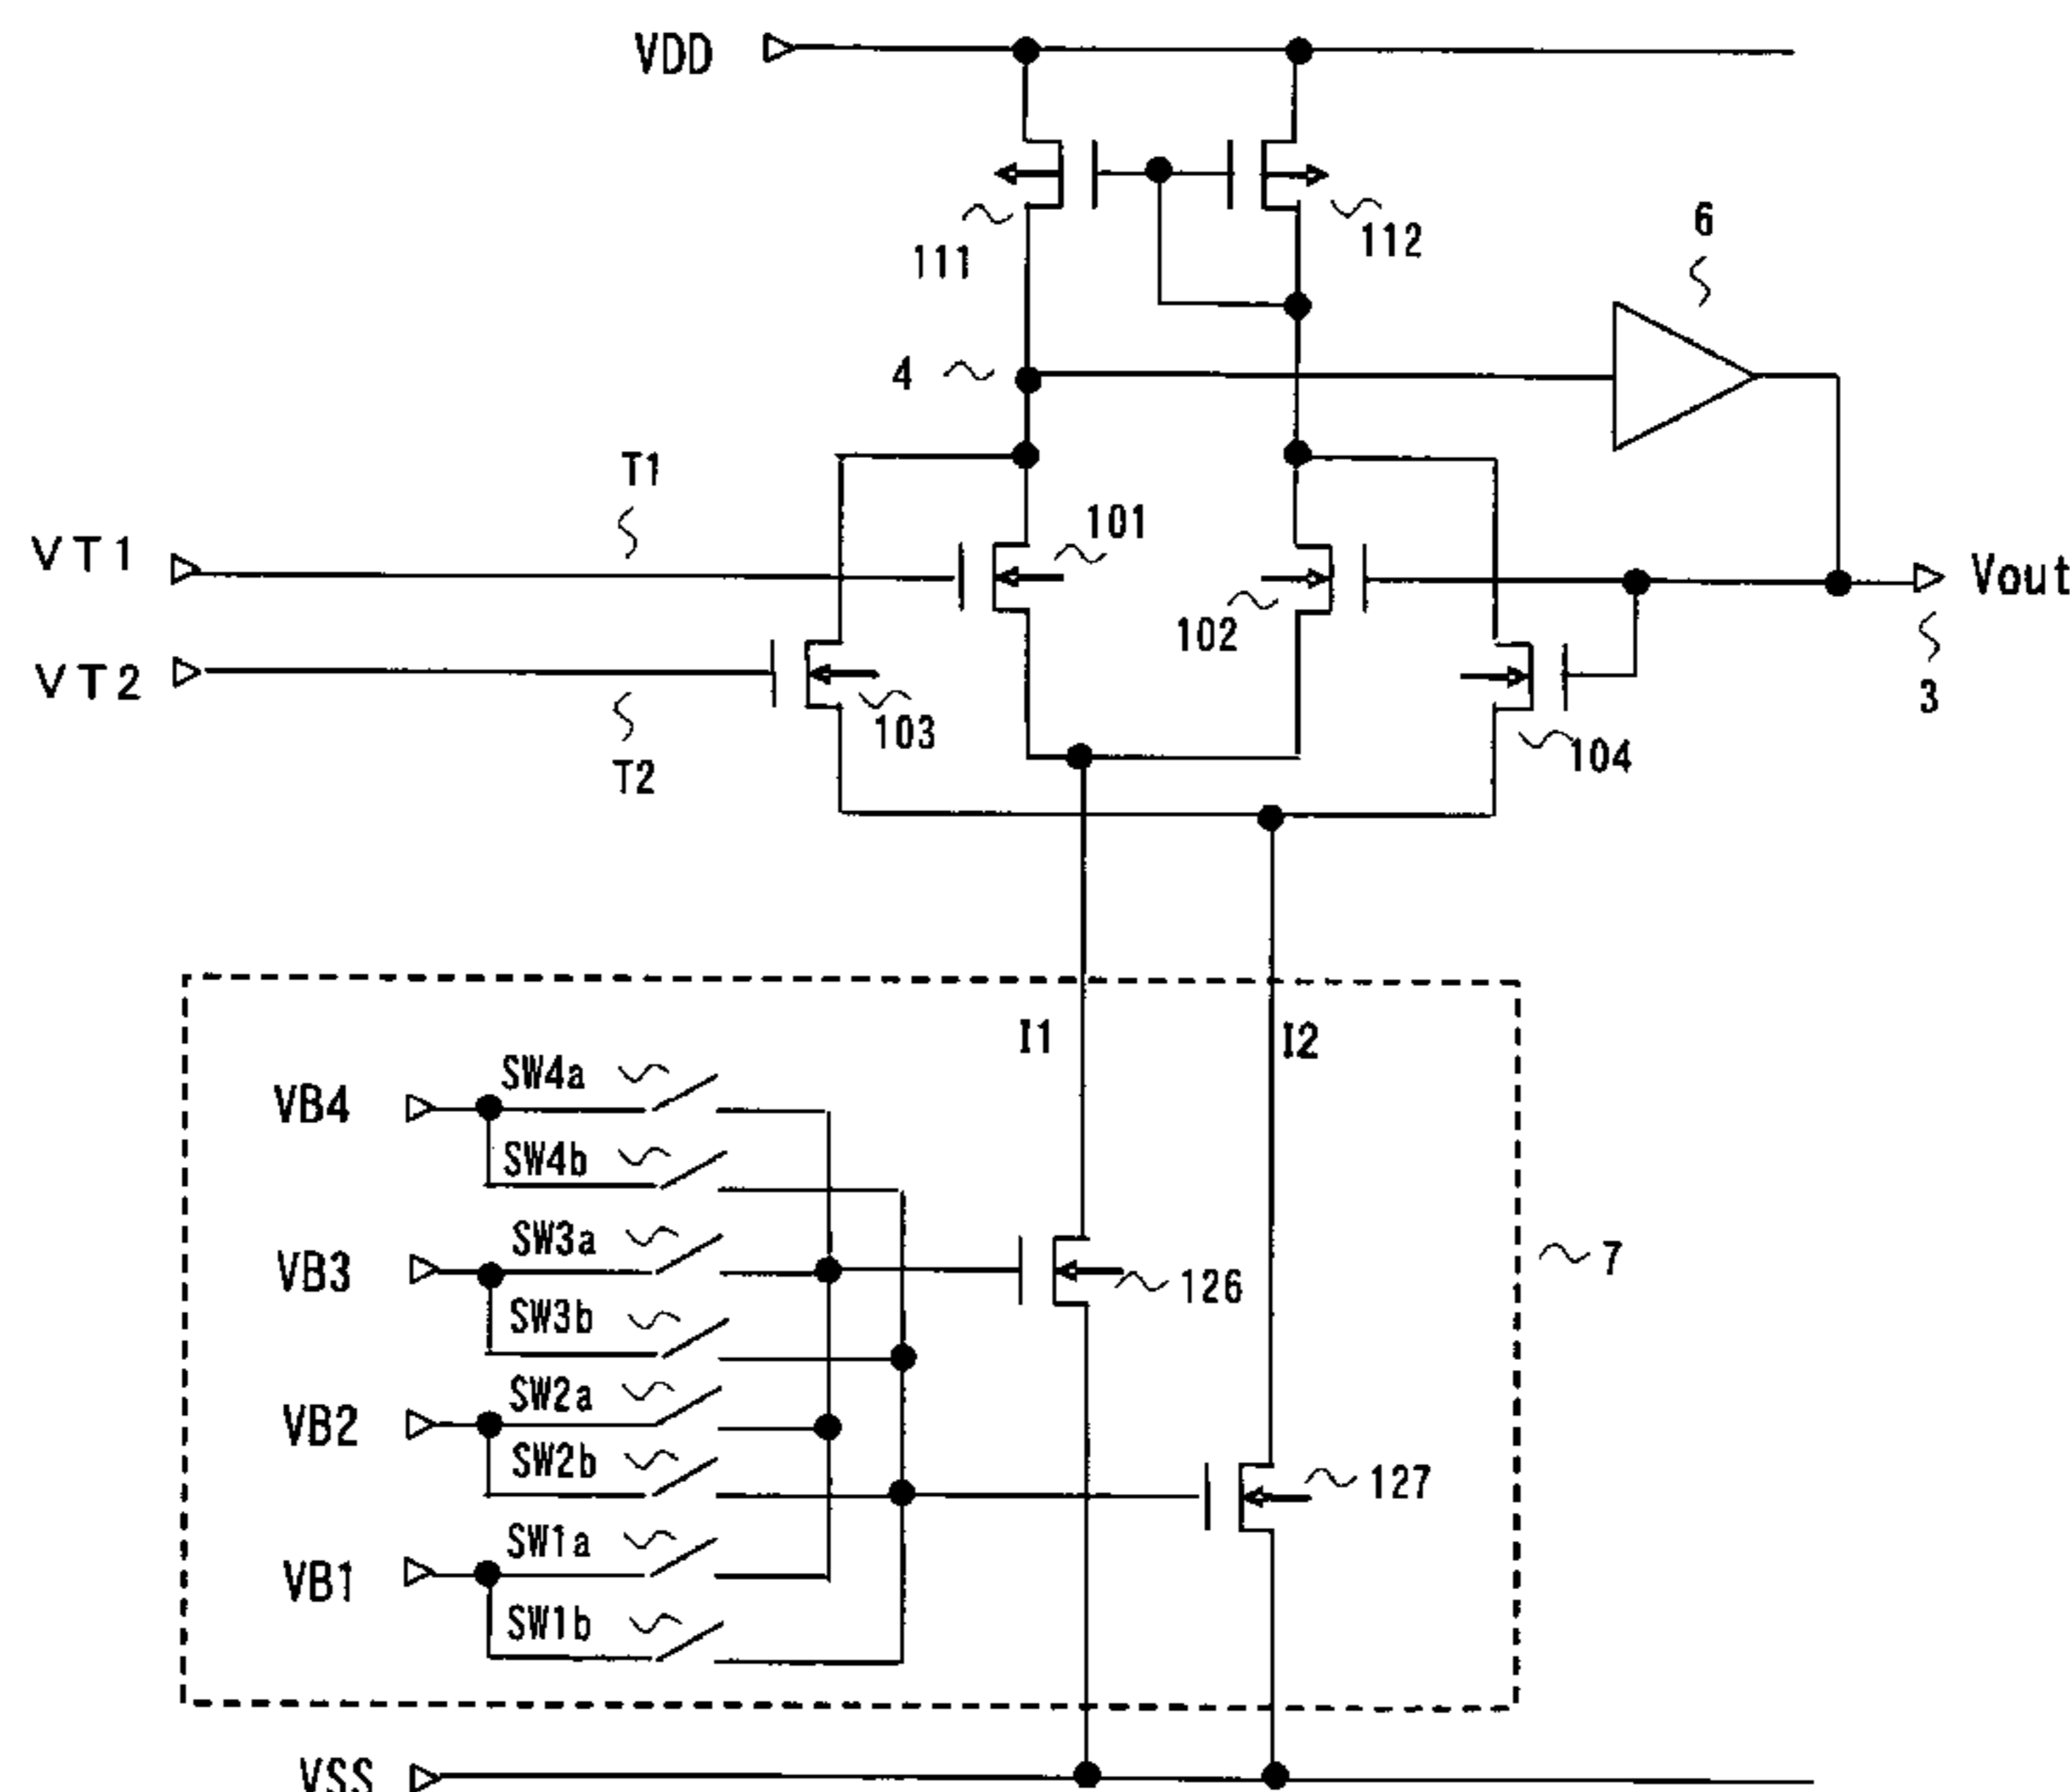 VDD
111
112
6
4
T1
101
VT1
102
Vout
VT2
103
104
3
T2
I1
I2
SW4a
VB4
SW4b
SW3a
VB3
126
7
SW3b
SW2a
VB2
SW2b
127
SW1a
VB1
SW1b
VSS